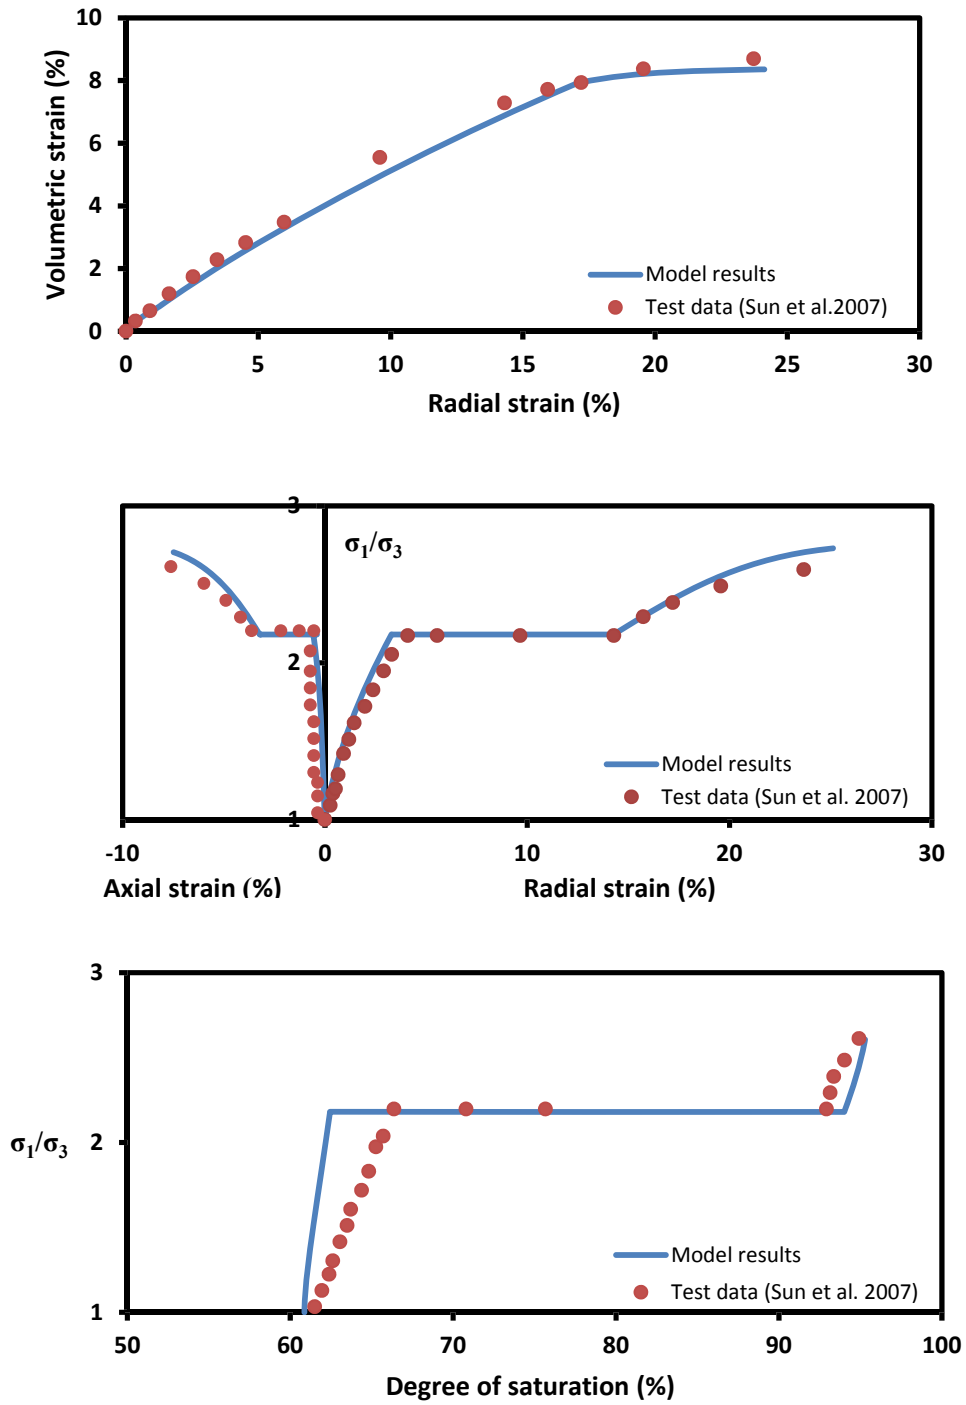 10
8
6
4
2
0
Volumetric strain (%)
Model results
Test data (Sun et al.2007)
0 5 10 15 20 25 30
Radial strain (%)
3
σ1/σ3
2
Model results
Test data (Sun et al. 2007)
1
-10 0 10 20 30
Axial strain (%) Radial strain (%)
3
2
σ1/σ3
Model results
Test data (Sun et al. 2007)
1
50 60 70 80 90 100
Degree of saturation (%)